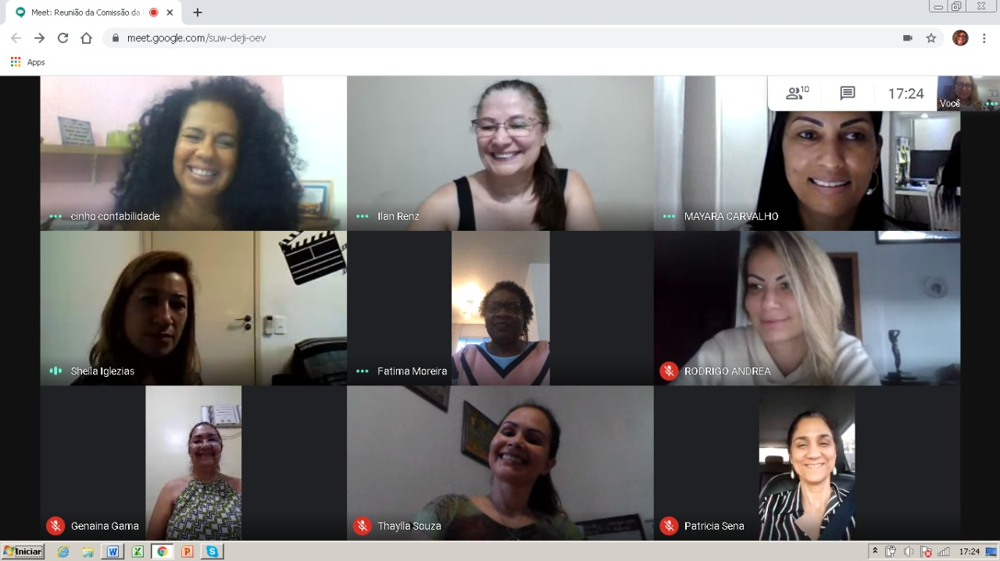 Meet: Reunião da Comissão da
meet.google.com/suw-deji-oev
Apps
10
17:24
Você
cinho contabilidade
Ilan Renz
MAYARA CARVALHO
Sheila Iglezias
Fatima Moreira
RODRIGO ANDREA
Genaina Gama
Thaylla Souza
Patricia Sena
Iniciar
17:24